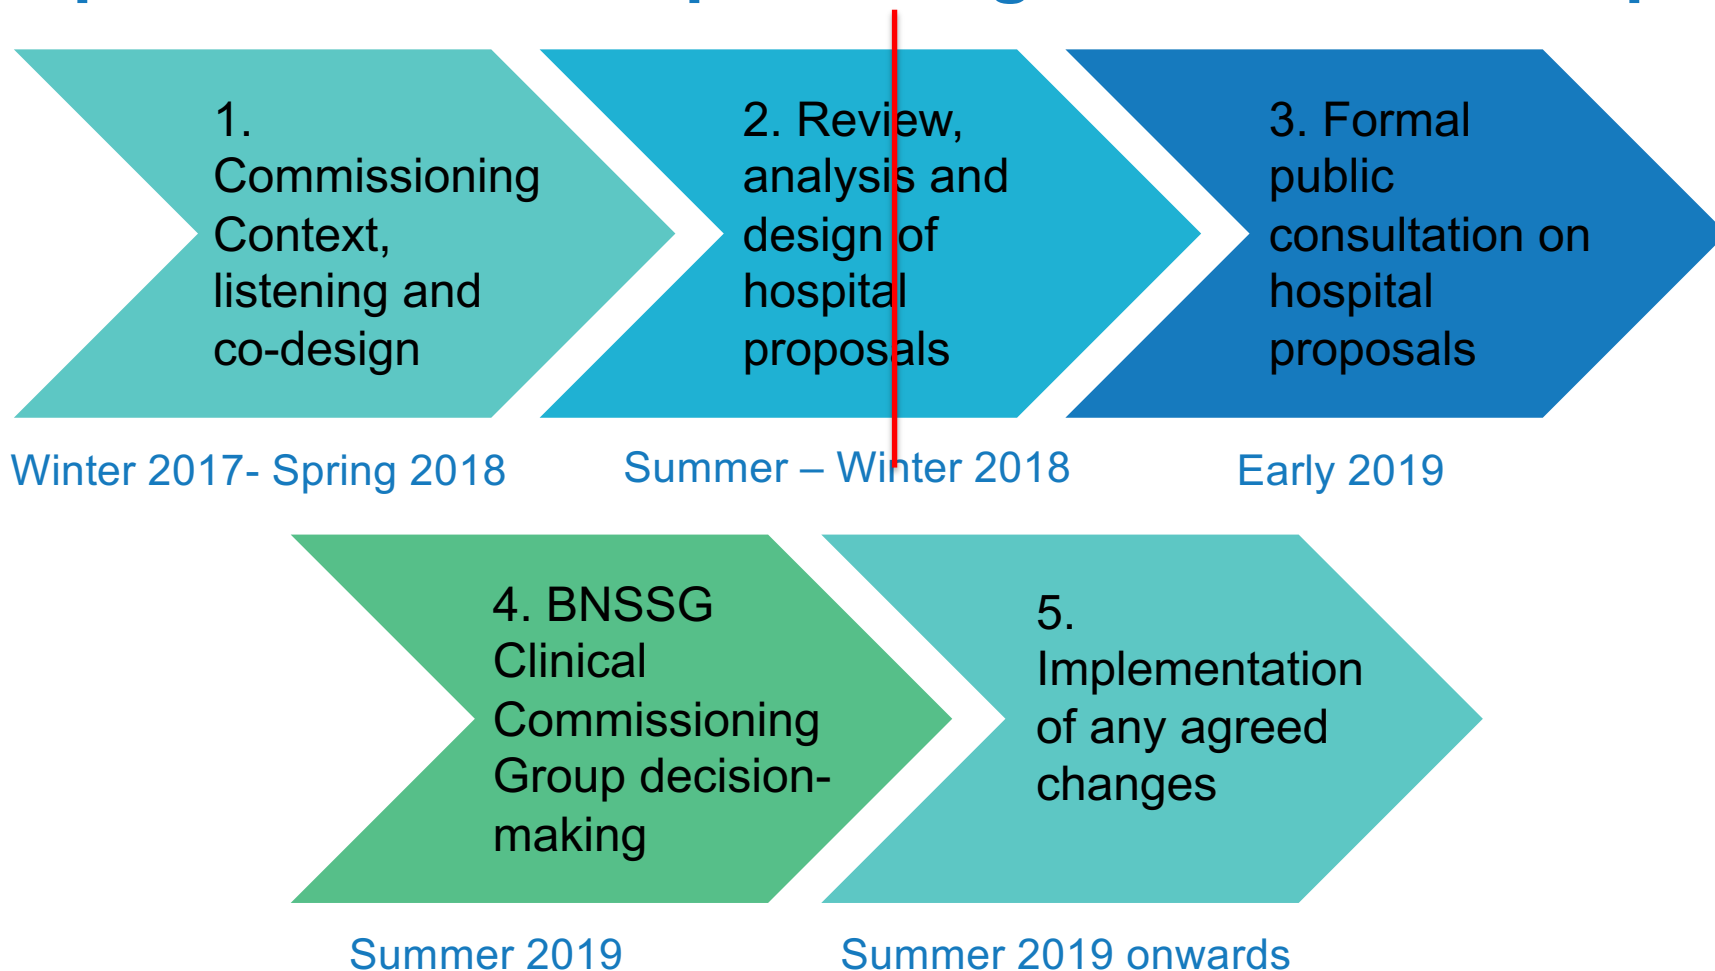 1.
Commissioning
Context,
listening and
co-design
2. Review,
analysis and
design of
hospital
proposals
3. Formal
public
consultation on
hospital
proposals
Winter 2017- Spring 2018
Summer – Winter 2018
Early 2019
4. BNSSG
Clinical
Commissioning
Group decision-
making
5.
Implementation
of any agreed
changes
Summer 2019
Summer 2019 onwards